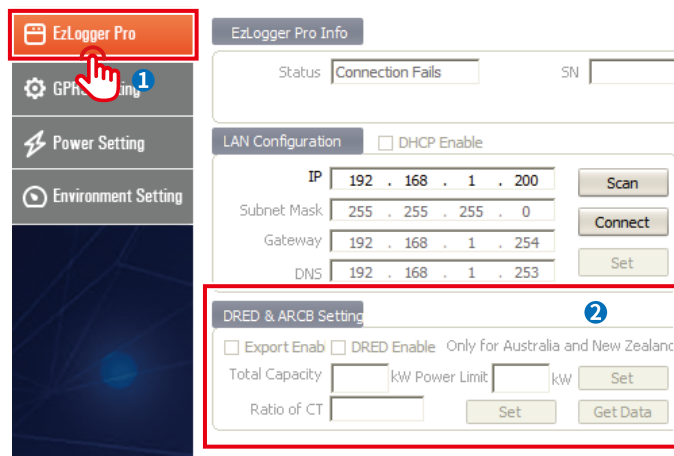 EzLogger Pro
1
Power Setting
Environment Setting
EzLogger Pro Info
Status Connection Fails SN
LAN Configuration DHCP Enable
IP 192 . 168 . 1 . 200 Scan
Subnet Mask 255 . 255 . 255 . 0 Connect
Gateway 192 . 168 . 1 . 254
DNS 192 . 168 . 1 . 253 Set
DRED & ARCB Setting 2
Export Enab DRED Enable Only for Australia and New Zealand
Total Capacity kW Power Limit kW Set
Ratio of CT Set Get Data